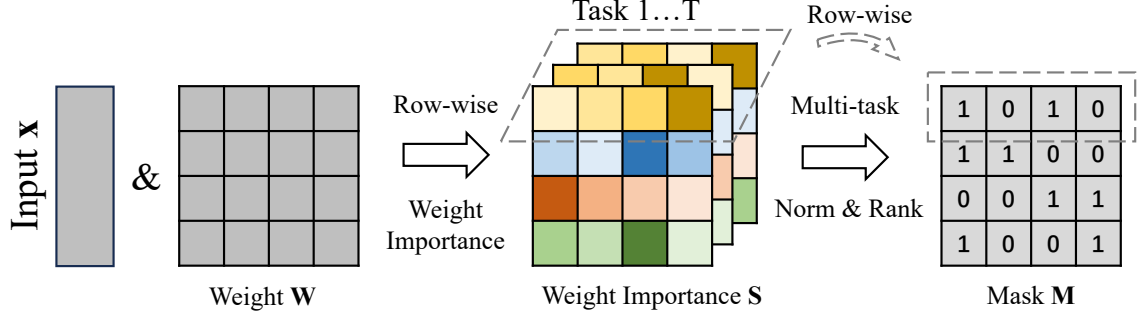 Task 1…T
Row-wise
Input x
&
Row-wise
Weight
Importance
Multi-task
Norm & Rank
1 0 1 0
1 1 0 0
0 0 1 1
1 0 0 1
Weight W
Weight Importance S
Mask M